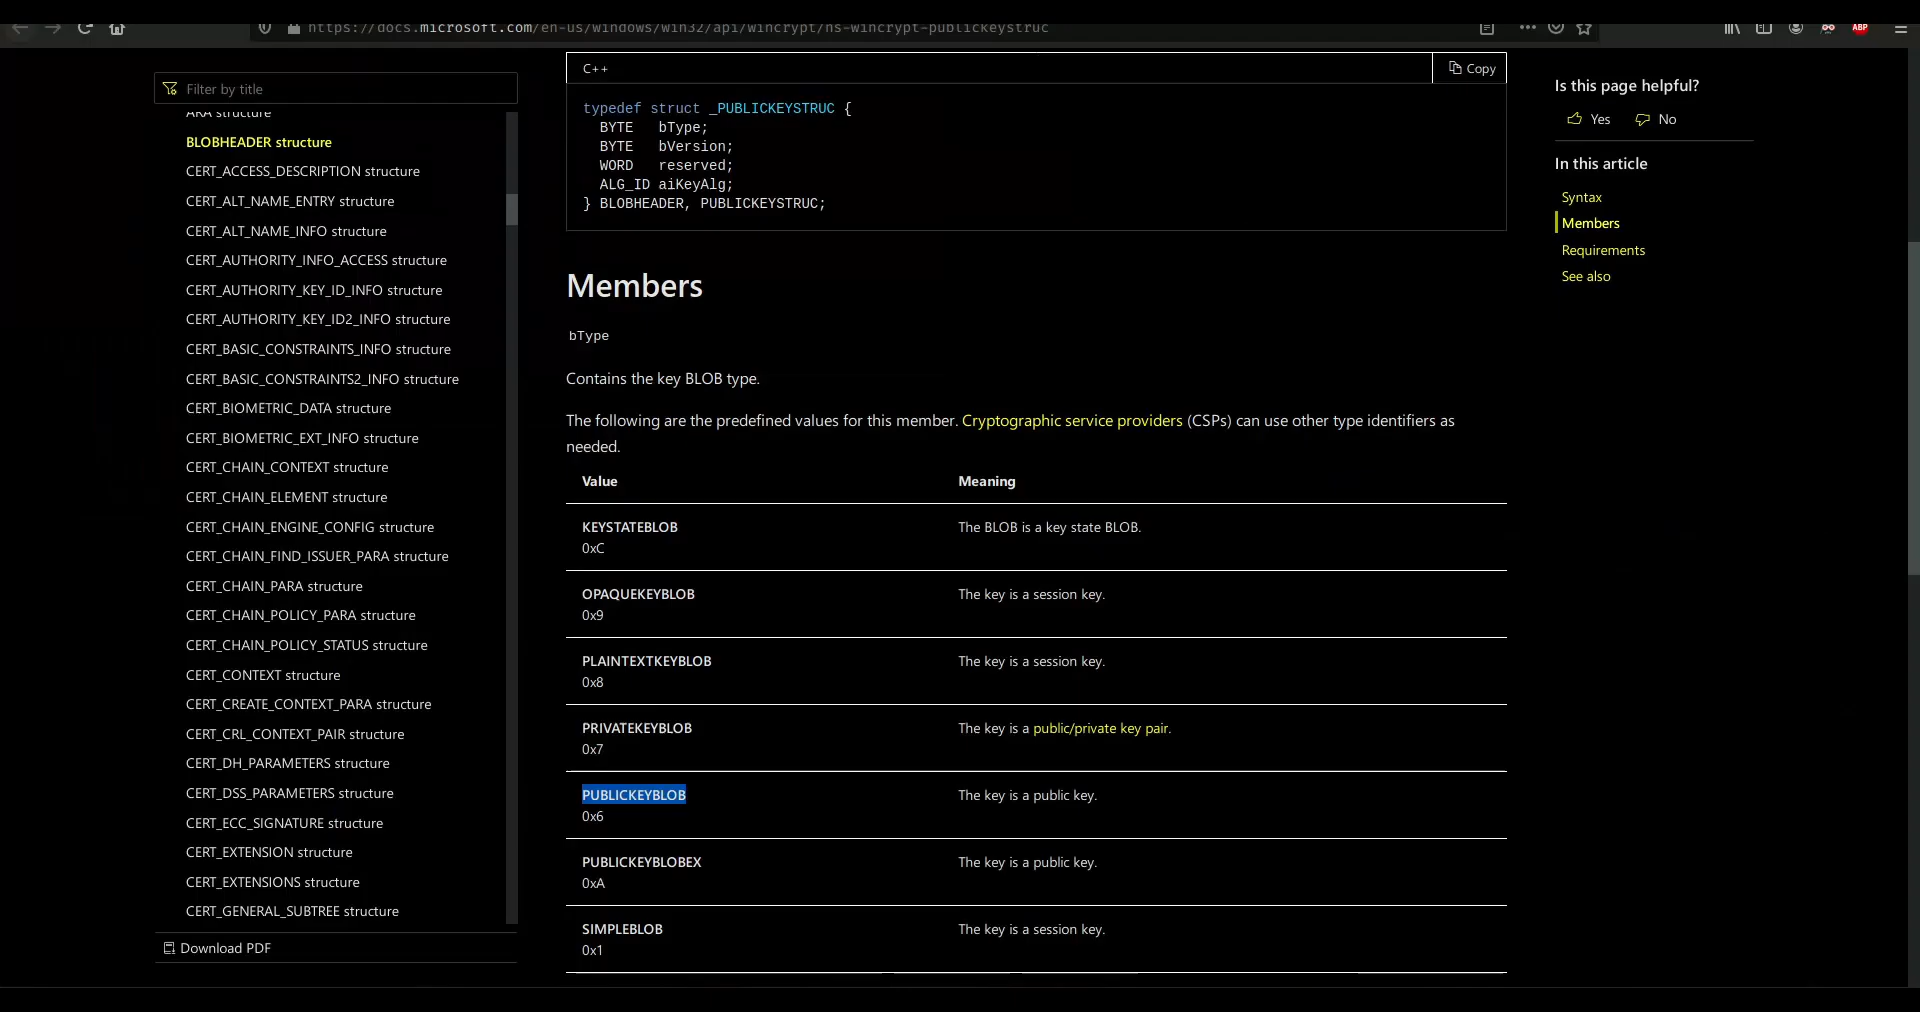 https://docs.microsoft.com/en-us/windows/win32/api/wincrypt/ns-wincrypt-publickeystruc
ABP
Filter by title
ARA structure
BLOBHEADER structure
CERT_ACCESS_DESCRIPTION structure
CERT_ALT_NAME_ENTRY structure
CERT_ALT_NAME_INFO structure
CERT_AUTHORITY_INFO_ACCESS structure
CERT_AUTHORITY_KEY_ID_INFO structure
CERT_AUTHORITY_KEY_ID2_INFO structure
CERT_BASIC_CONSTRAINTS_INFO structure
CERT_BASIC_CONSTRAINTS2_INFO structure
CERT_BIOMETRIC_DATA structure
CERT_BIOMETRIC_EXT_INFO structure
CERT_CHAIN_CONTEXT structure
CERT_CHAIN_ELEMENT structure
CERT_CHAIN_ENGINE_CONFIG structure
CERT_CHAIN_FIND_ISSUER_PARA structure
CERT_CHAIN_PARA structure
CERT_CHAIN_POLICY_PARA structure
CERT_CHAIN_POLICY_STATUS structure
CERT_CONTEXT structure
CERT_CREATE_CONTEXT_PARA structure
CERT_CRL_CONTEXT_PAIR structure
CERT_DH_PARAMETERS structure
CERT_DSS_PARAMETERS structure
CERT_ECC_SIGNATURE structure
CERT_EXTENSION structure
CERT_EXTENSIONS structure
CERT_GENERAL_SUBTREE structure
Download PDF
C++
Copy
typedef struct _PUBLICKEYSTRUC {
  BYTE   bType;
  BYTE   bVersion;
  WORD   reserved;
  ALG_ID aiKeyAlg;
} BLOBHEADER, PUBLICKEYSTRUC;
Members
bType
Contains the key BLOB type.
The following are the predefined values for this member. Cryptographic service providers (CSPs) can use other type identifiers as
needed.
Value Meaning
KEYSTATEBLOB The BLOB is a key state BLOB.
0xC
OPAQUEKEYBLOB The key is a session key.
0x9
PLAINTEXTKEYBLOB The key is a session key.
0x8
PRIVATEKEYBLOB The key is a public/private key pair.
0x7
PUBLICKEYBLOB The key is a public key.
0x6
PUBLICKEYBLOBEX The key is a public key.
0xA
SIMPLEBLOB The key is a session key.
0x1
Is this page helpful?
Yes No
In this article
Syntax
Members
Requirements
See also